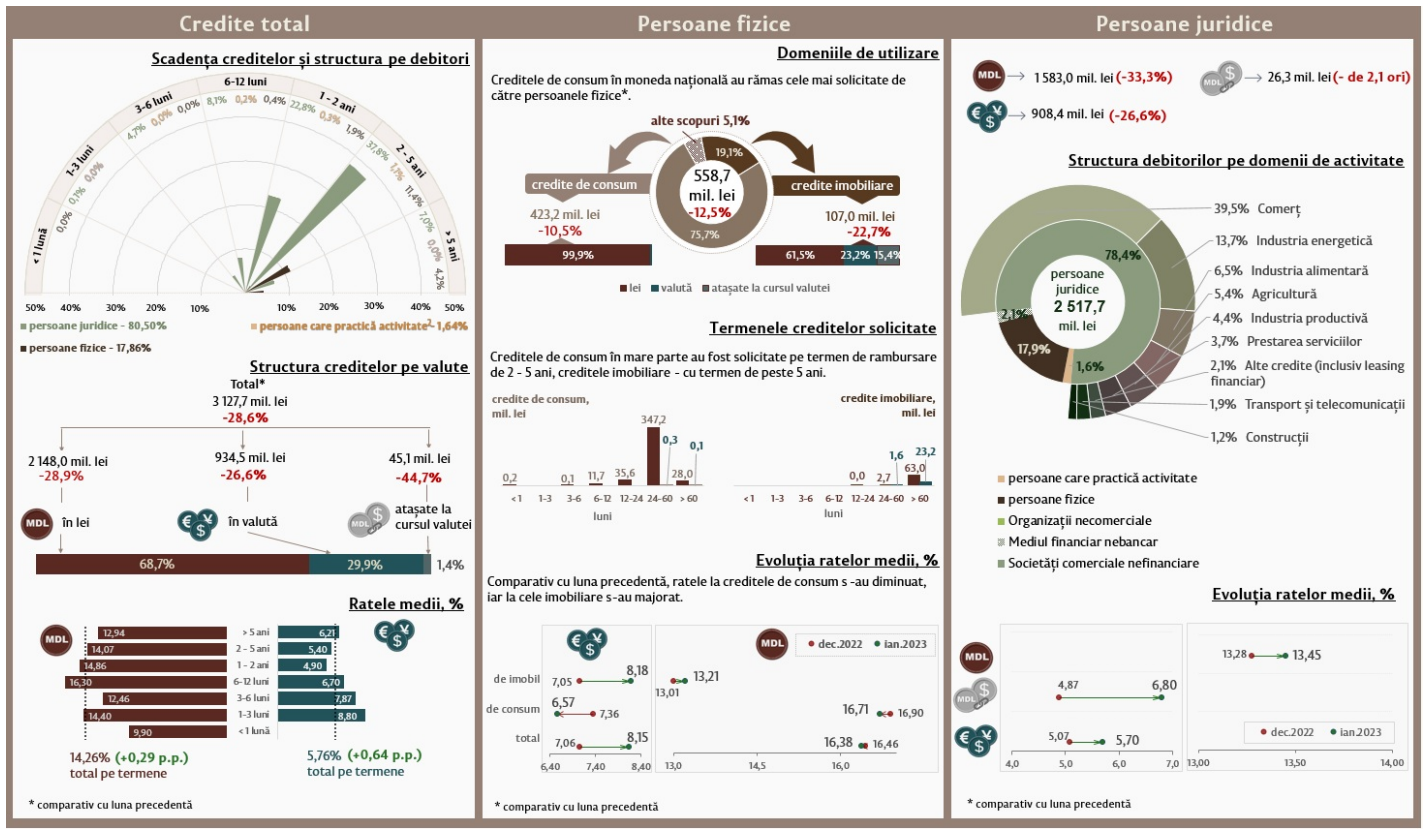 Credite total
Scadența creditelor și structura pe debitori
< 1 lună
1-3 luni
3-6 luni
6-12 luni
1 - 2 ani
2 - 5 ani
> 5 ani
0,0%
0,1%
0,0%
4,7%
0,0%
0,0%
8,1%
0,2%
0,4%
22,8%
0,3%
1,9%
37,8%
1,1%
11,4%
7,0%
0,0%
4,2%
50% 40% 30% 20% 10% 10% 20% 30% 40% 50%
persoane juridice - 80,50%
persoane care practică activitate² - 1,64%
persoane fizice - 17,86%
Structura creditelor pe valute
Total*
3 127,7 mil. lei
-28,6%
2 148,0 mil. lei
-28,9%
934,5 mil. lei
-26,6%
45,1 mil. lei
-44,7%
MDL în lei
€ ¥ $ în valută
MDL $ atașate la
cursul valutei
68,7% 29,9% 1,4%
Ratele medii, %
MDL
€ ¥ $
12,94 > 5 ani 6,21
14,07 2 - 5 ani 5,40
14,86 1 - 2 ani 4,90
16,30 6-12 luni 6,70
12,46 3-6 luni 7,87
14,40 1-3 luni 8,80
9,90 < 1 lună
14,26% (+0,29 p.p.)
total pe termene
5,76% (+0,64 p.p.)
total pe termene
* comparativ cu luna precedentă
Persoane fizice
Domeniile de utilizare
Creditele de consum în moneda națională au rămas cele mai solicitate de
către persoanele fizice*.
alte scopuri 5,1%
19,1%
558,7
mil. lei
-12,5%
75,7%
credite de consum
423,2 mil. lei
-10,5%
99,9%
credite imobiliare
107,0 mil. lei
-22,7%
61,5% 23,2% 15,4%
lei valută atașate la cursul valutei
Termenele creditelor solicitate
Creditele de consum în mare parte au fost solicitate pe termen de rambursare
de 2 - 5 ani, creditele imobiliare - cu termen de peste 5 ani.
credite de consum,
mil. lei
0,2 0,1 11,7 35,6 347,2 0,3 28,0 0,1
< 1 1-3 3-6 6-12 12-24 24-60 > 60
luni
credite imobiliare,
mil. lei
0,0 2,7 1,6 63,0 23,2
< 1 1-3 3-6 6-12 12-24 24-60 > 60
luni
Evoluția ratelor medii, %
Comparativ cu luna precedentă, ratele la creditele de consum s -au diminuat,
iar la cele imobiliare s-au majorat.
€ ¥ $
MDL
dec.2022 ian.2023
de imobil 7,05 8,18 13,01 13,21
de consum 6,57 7,36 16,71 16,90
total 7,06 8,15 16,38 16,46
6,40 7,40 8,40 13,0 14,5 16,0
* comparativ cu luna precedentă
Persoane juridice
MDL 1 583,0 mil. lei (-33,3%)
MDL $ 26,3 mil. lei (- de 2,1 ori)
€ ¥ $ 908,4 mil. lei (-26,6%)
Structura debitorilor pe domenii de activitate
78,4%
2,1%
17,9%
1,6%
persoane
juridice
2 517,7
mil. lei
39,5% Comerț
13,7% Industria energetică
6,5% Industria alimentară
5,4% Agricultură
4,4% Industria productivă
3,7% Prestarea serviciilor
2,1% Alte credite (inclusiv leasing
financiar)
1,9% Transport și telecomunicații
1,2% Construcții
persoane care practică activitate
persoane fizice
Organizații necomerciale
Mediul financiar nebancar
Societăți comerciale nefinanciare
Evoluția ratelor medii, %
MDL 13,28 13,45
MDL $ 4,87 6,80
€ ¥ $ 5,07 5,70
dec.2022 ian.2023
4,0 5,0 6,0 7,0 13,00 13,50 14,00
* comparativ cu luna precedentă